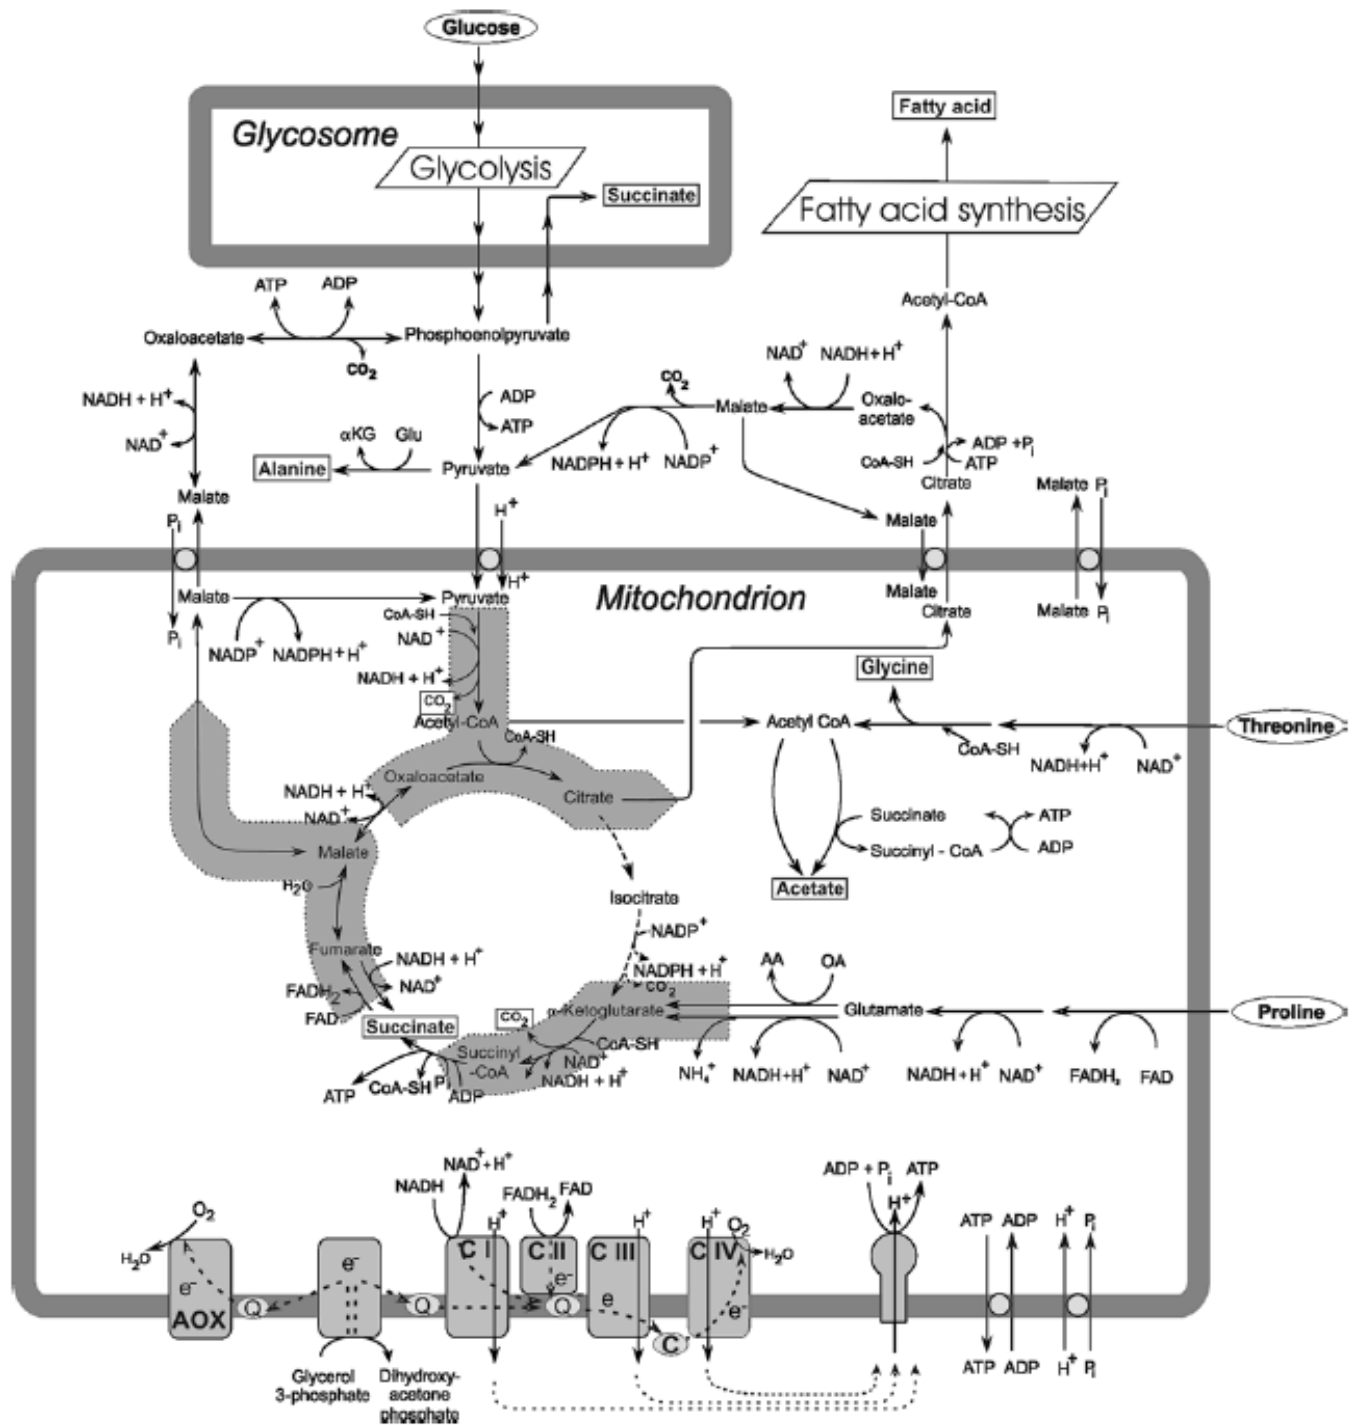 Glucose
Glycosome
Glycolysis
Succinate
Fatty acid
Fatty acid synthesis
Acetyl-CoA
ATP
ADP
Oxaloacetate
Phosphoenolpyruvate
CO2
NADH + H+
NAD+
Malate
Pi
ADP
ATP
αKG
Glu
Alanine
Pyruvate
H+
CO2
Malate
NADPH + H+
NADP+
NAD+
NADH + H+
Oxalo-
acetate
CoA-SH
ADP + Pi
ATP
Citrate
Malate
Malate
Pi
Mitochondrion
Malate
Pi
NADP+
NADPH + H+
Pyruvate
H+
CoA-SH
NAD+
NADH + H+
CO2
Acetyl-CoA
CoA-SH
Oxaloacetate
Citrate
Malate
Citrate
Malate
Pi
Glycine
Acetyl CoA
CoA-SH
NADH+H+
NAD+
Threonine
Succinate
Succinyl - CoA
ATP
ADP
Acetate
NADH + H+
NAD+
Malate
H2O
Fumarate
NADH + H+
NAD+
FADH2
FAD
Succinate
Isocitrate
NADP+
NADPH + H+
CO2
α-Ketoglutarate
CO2
CoA-SH
NAD+
NADH + H+
Succinyl
-CoA
ATP
CoA-SH
Pi
ADP
AA
OA
Glutamate
NH4+
NADH+H+
NAD+
NADH+H+
NAD+
FADH2
FAD
Proline
O2
H2O
e-
AOX
Q
e-
Glycerol
3-phosphate
Dihydroxy-
acetone
phosphate
Q
NADH
NAD+ + H+
H+
C I
FADH2
FAD
C II
e-
Q
H+
C III
e
C
H+
O2
H2O
C IV
e-
ADP + Pi
ATP
H+
ATP
ADP
H+
Pi
ATP
ADP
H+
Pi